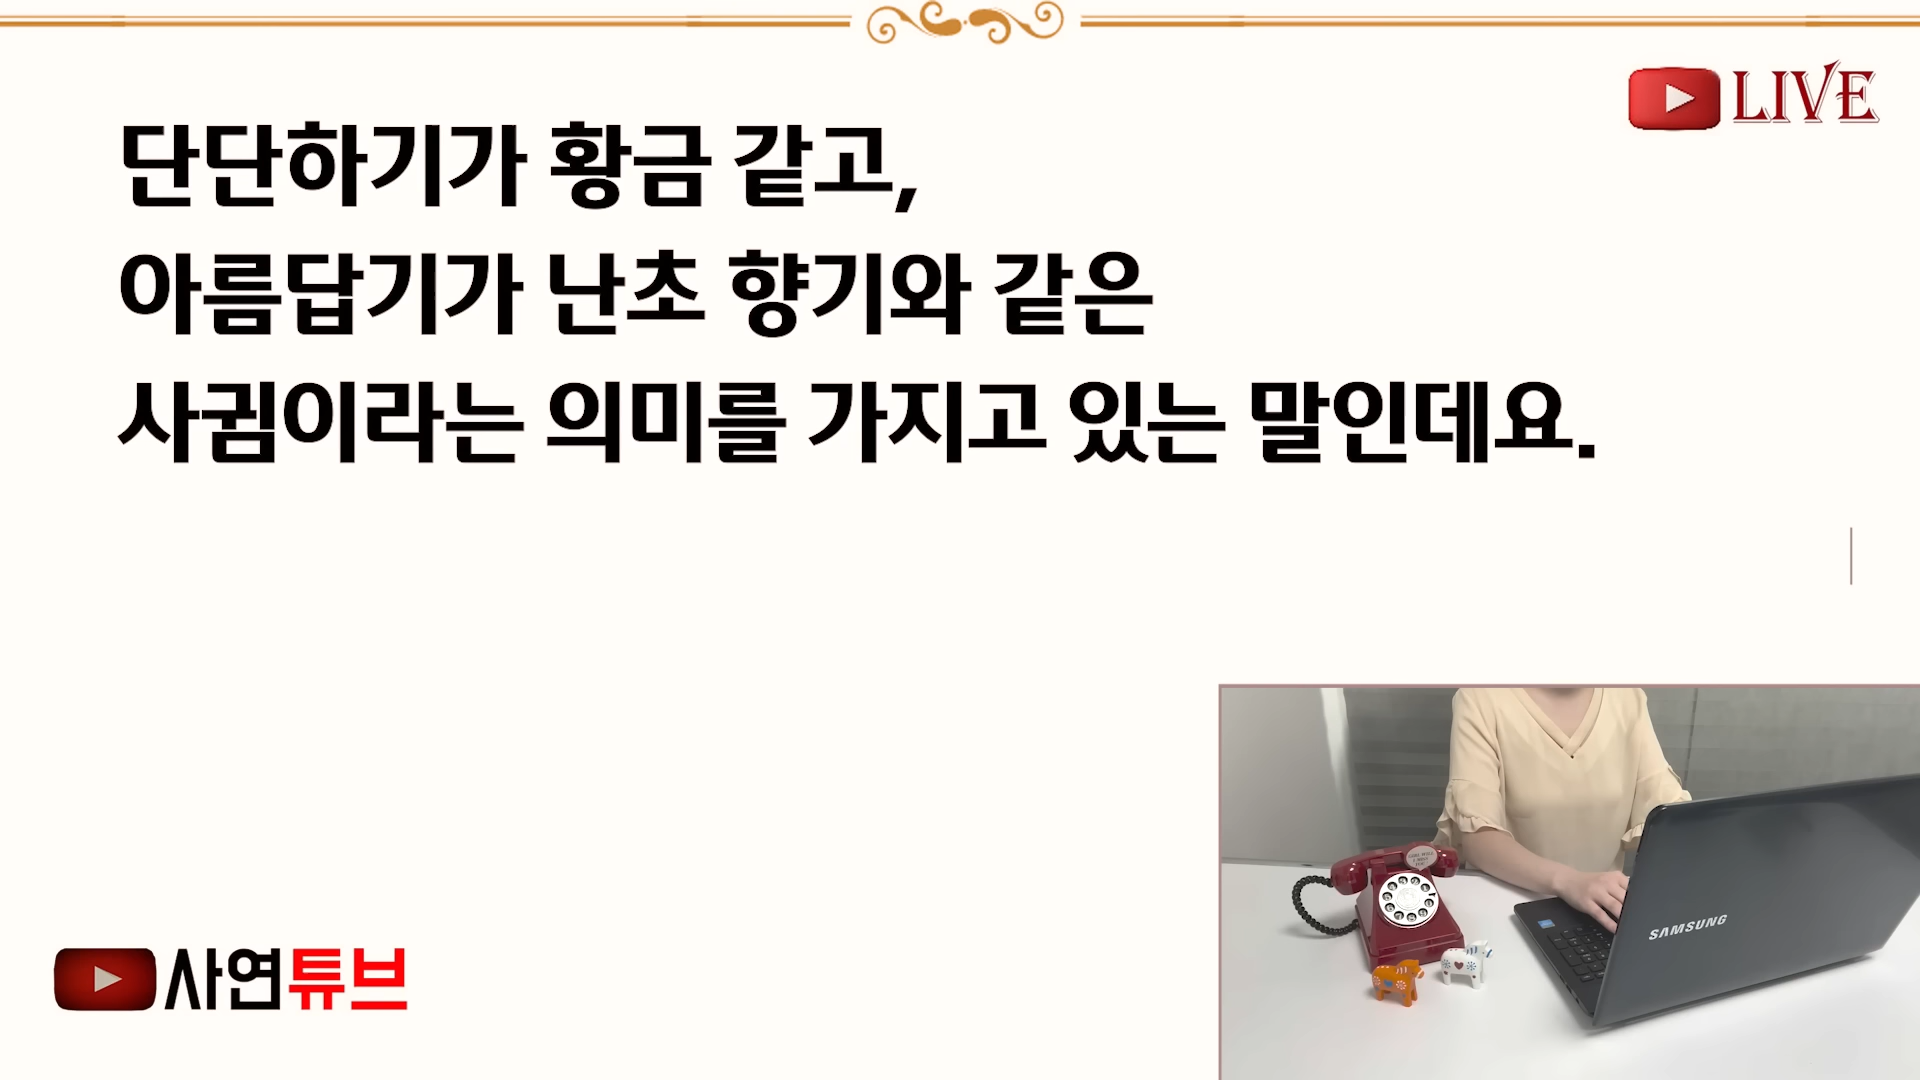 LIVE
단단하기가 황금 같고,
아름답기가 난초 향기와 같은
사귐이라는 의미를 가지고 있는 말인데요.
SAMSUNG
사연튜브